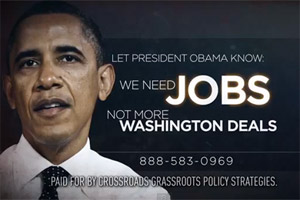 LET PRESIDENT OBAMA KNOW:
WE NEED JOBS
NOT MORE
WASHINGTON DEALS
888-583-0969
PAID FOR BY CROSSROADS GRASSROOTS POLICY STRATEGIES.